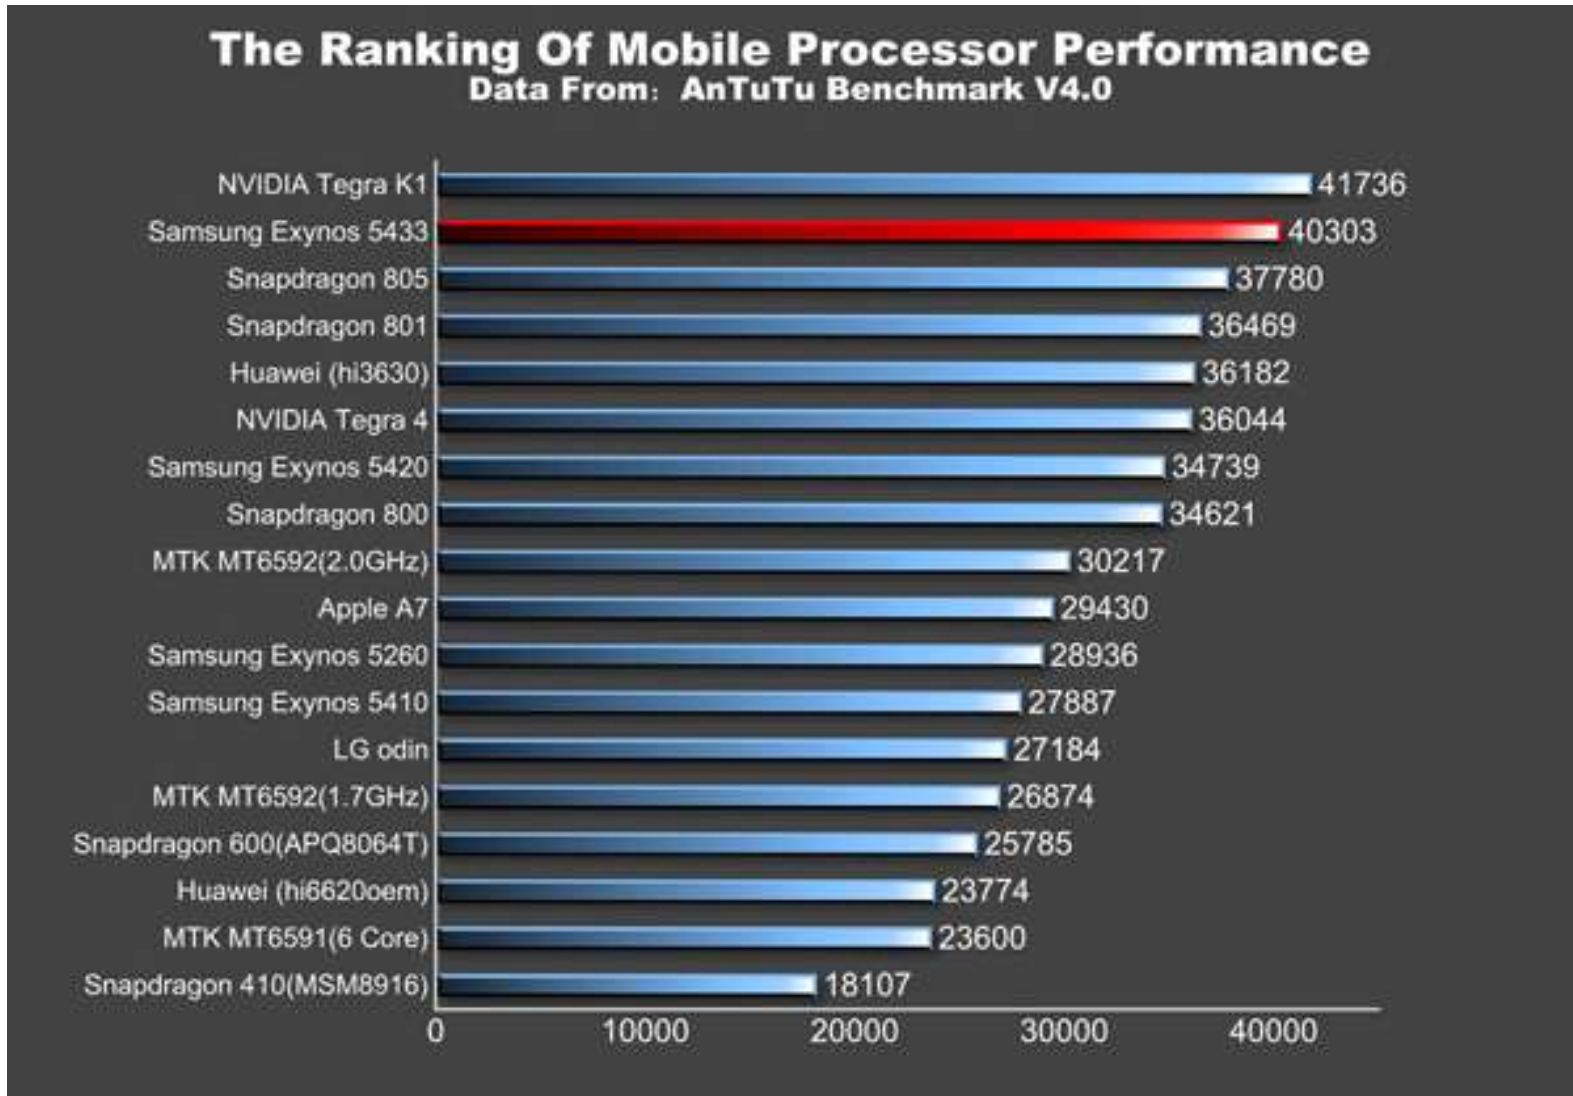 The Ranking Of Mobile Processor Performance
Data From： AnTuTu Benchmark V4.0
NVIDIA Tegra K1 41736
Samsung Exynos 5433 40303
Snapdragon 805 37780
Snapdragon 801 36469
Huawei (hi3630) 36182
NVIDIA Tegra 4 36044
Samsung Exynos 5420 34739
Snapdragon 800 34621
MTK MT6592(2.0GHz) 30217
Apple A7 29430
Samsung Exynos 5260 28936
Samsung Exynos 5410 27887
LG odin 27184
MTK MT6592(1.7GHz) 26874
Snapdragon 600(APQ8064T) 25785
Huawei (hi6620oem) 23774
MTK MT6591(6 Core) 23600
Snapdragon 410(MSM8916) 18107
0 10000 20000 30000 40000